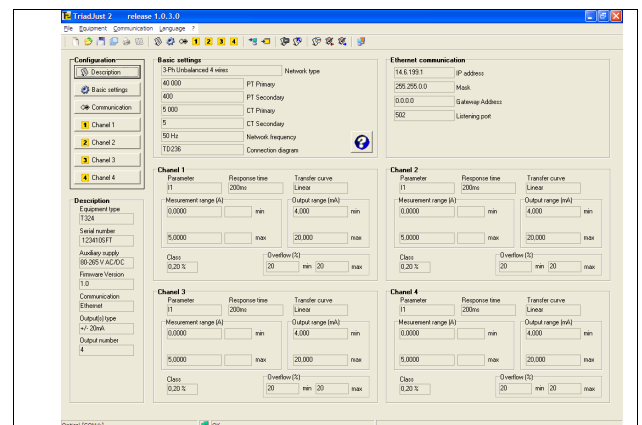 TriadJust 2 release 1.0.3.0
File Equipment Communication Language ?
1 2 3 4
Configuration
Description
Basic settings
Communication
1 Chanel 1
2 Chanel 2
3 Chanel 3
4 Chanel 4
Description
Equipment type
T324
Serial number
123410SFT
Auxiliary supply
80-265 V AC/DC
Firmware Version
1.0
Communication
Ethernet
Output(s) type
+/- 20mA
Output number
4
Basic settings
3-Ph Unbalanced 4 wires Network type
40 000 PT Primary
400 PT Secondary
5 000 CT Primary
5 CT Secondary
50 Hz Network frequency
TD236 Connection diagram
Ethernet communication
14.6.199.1 IP address
255.255.0.0 Mask
0.0.0.0 Gateway Address
502 Listening port
Chanel 1
Parameter Response time Transfer curve
I1 200ms Linear
Mesurement range (A) Output range (mA)
0,0000 min 4,000 min
5,0000 max 20,000 max
Class Overflow (%)
0,20 % 20 min 20 max
Chanel 2
Parameter Response time Transfer curve
I1 200ms Linear
Mesurement range (A) Output range (mA)
0,0000 min 4,000 min
5,0000 max 20,000 max
Class Overflow (%)
0,20 % 20 min 20 max
Chanel 3
Parameter Response time Transfer curve
I1 200ms Linear
Mesurement range (A) Output range (mA)
0,0000 min 4,000 min
5,0000 max 20,000 max
Class Overflow (%)
0,20 % 20 min 20 max
Chanel 4
Parameter Response time Transfer curve
I1 200ms Linear
Mesurement range (A) Output range (mA)
0,0000 min 4,000 min
5,0000 max 20,000 max
Class Overflow (%)
0,20 % 20 min 20 max